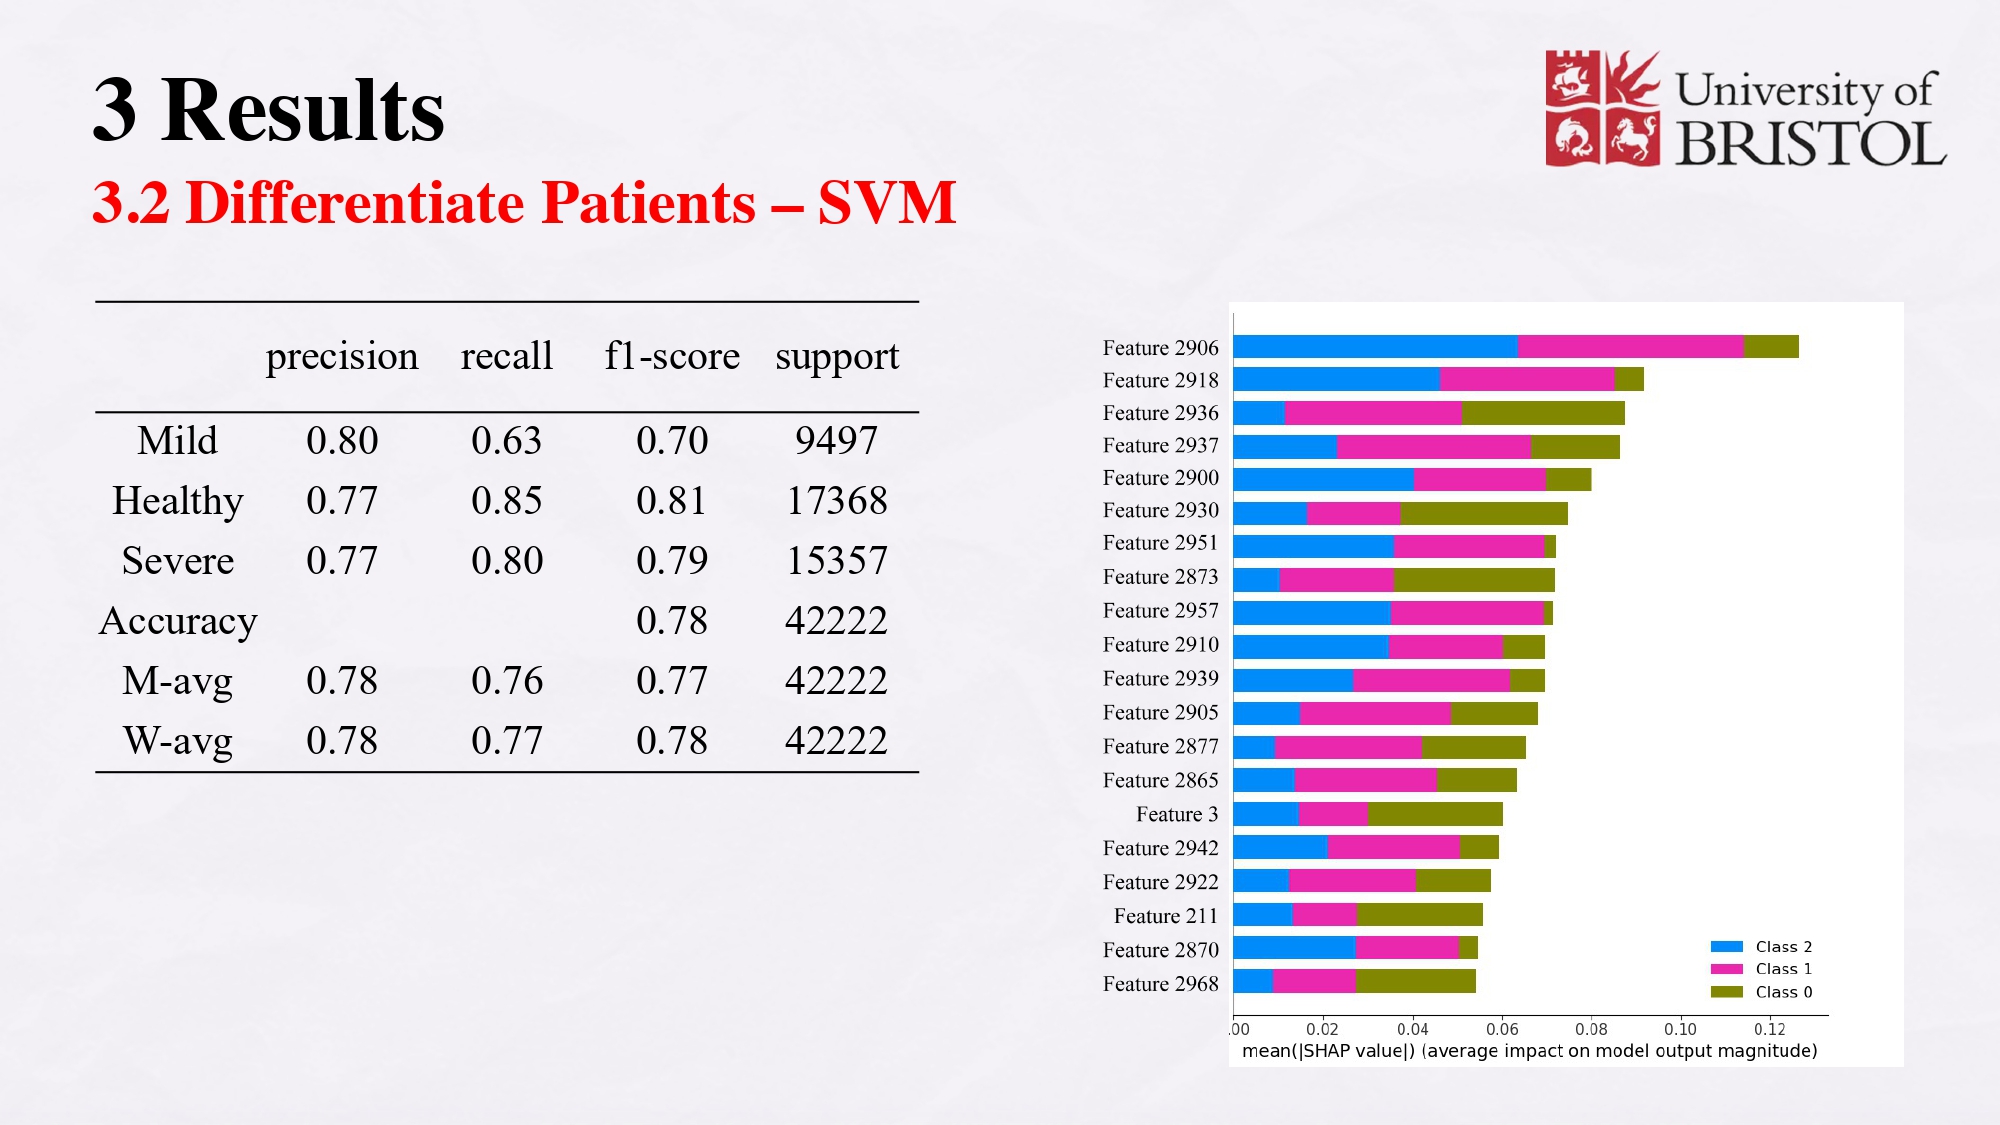 3 Results
3.2 Differentiate Patients – SVM
University of
BRISTOL
precision recall f1-score support
Mild 0.80 0.63 0.70 9497
Healthy 0.77 0.85 0.81 17368
Severe 0.77 0.80 0.79 15357
Accuracy 0.78 42222
M-avg 0.78 0.76 0.77 42222
W-avg 0.78 0.77 0.78 42222
Feature 2906
Feature 2918
Feature 2936
Feature 2937
Feature 2900
Feature 2930
Feature 2951
Feature 2873
Feature 2957
Feature 2910
Feature 2939
Feature 2905
Feature 2877
Feature 2865
Feature 3
Feature 2942
Feature 2922
Feature 211
Feature 2870
Feature 2968
Class 2
Class 1
Class 0
.00 0.02 0.04 0.06 0.08 0.10 0.12
mean(|SHAP value|) (average impact on model output magnitude)